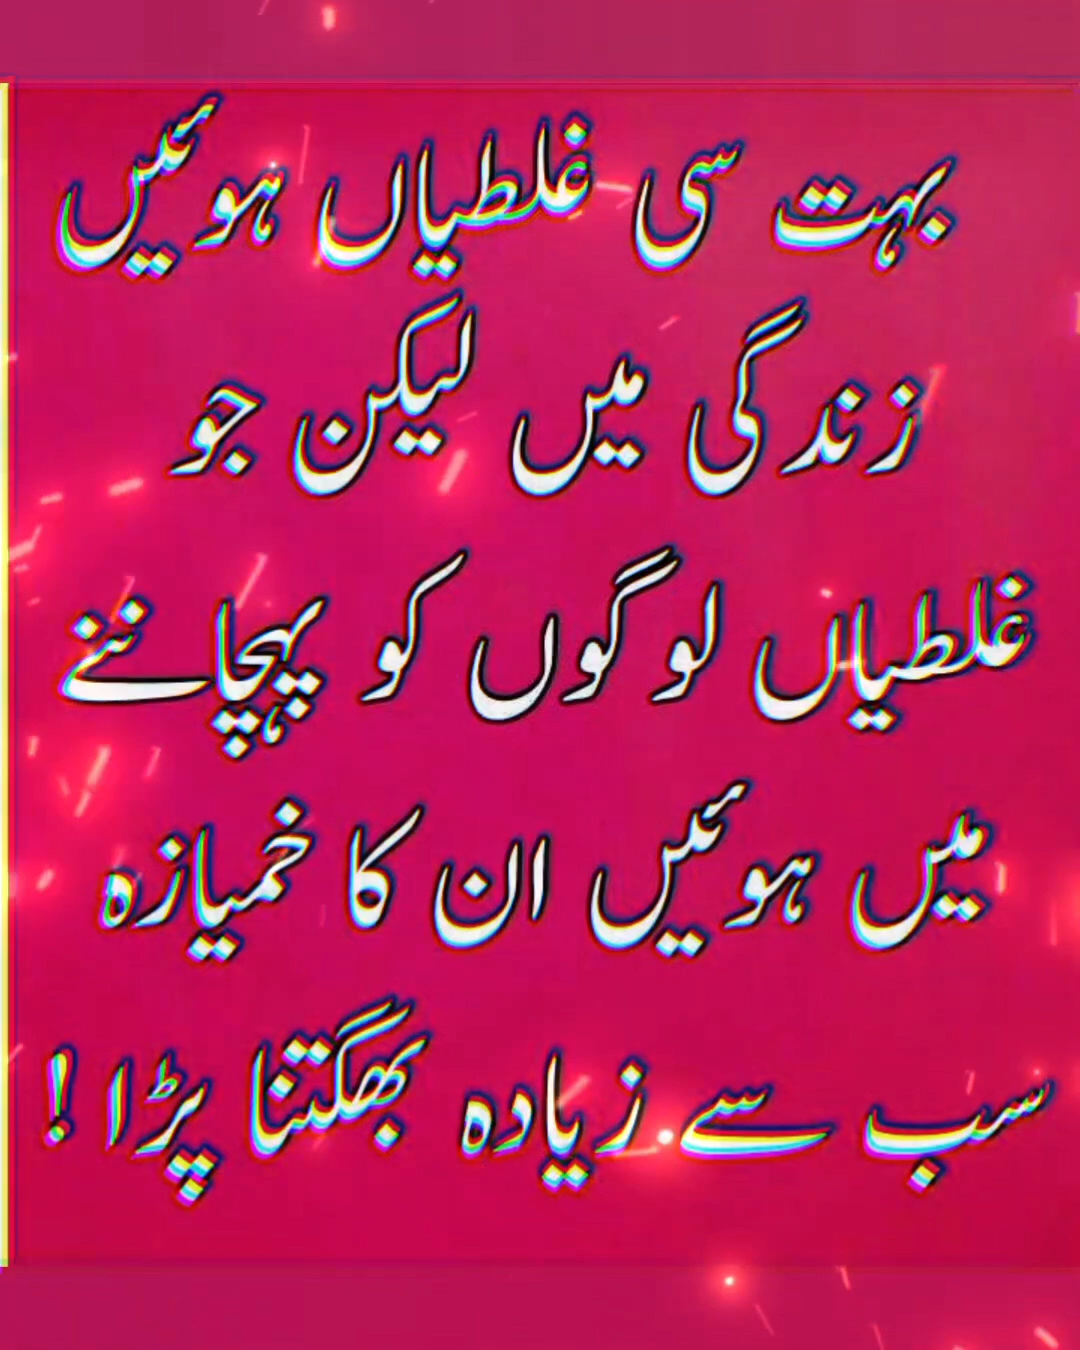 بہت سی غلطیاں ہوئیں
زندگی میں لیکن جو
غلطیاں لوگوں کو پہچاننے
میں ہوئیں ان کا خمیازہ
سب سے زیادہ بھگتنا پڑا !